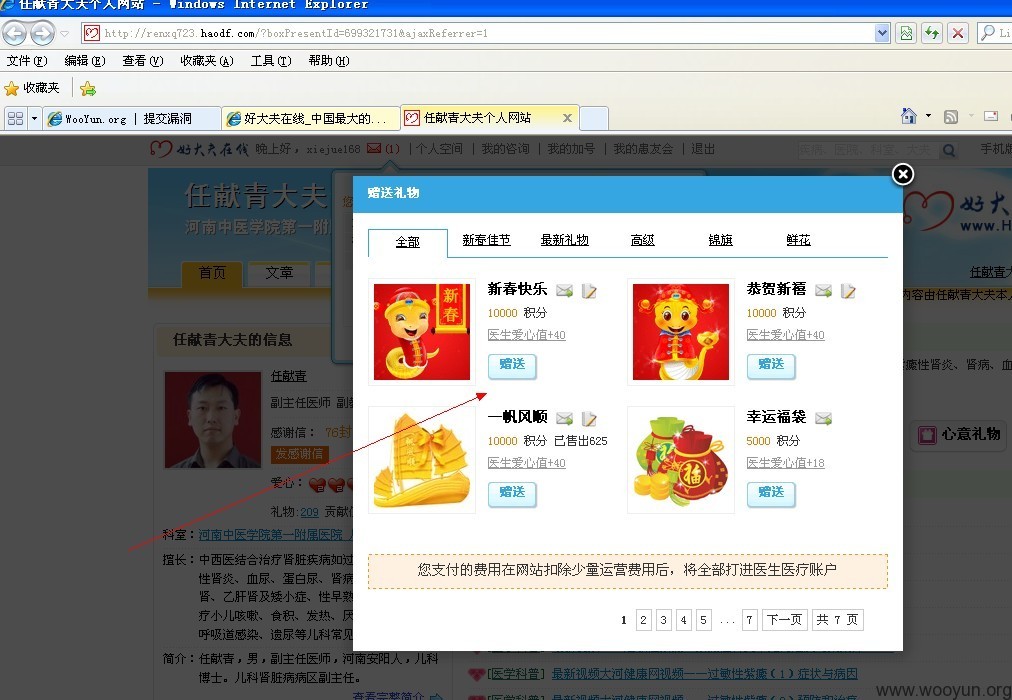 任献青大夫个人网站 - Windows Internet Explorer
http://renxq723.haodf.com/?boxPresentId=699321731&ajaxReferrer=1
Li
文件(F) 编辑(E) 查看(V) 收藏夹(A) 工具(T) 帮助(H)
收藏夹
WooYun.org | 提交漏洞
好大夫在线_中国最大的...
任献青大夫个人网站
好大夫在线 晚上好，xiejue168 (1) | 个人空间 | 我的咨询 | 我的加号 | 我的患友会 | 退出
疾病、医院、科室、大夫
手机版
任献青大夫
河南中医学院第一附
好大
www.H
首页 文章
任献青大
内容由任献青大夫本人
赠送礼物
全部 新春佳节 最新礼物 高级 锦旗 鲜花
新春
新春快乐
10000 积分
医生爱心值+40
赠送
恭贺新禧
10000 积分
医生爱心值+40
赠送
一帆风顺
10000 积分 已售出625
医生爱心值+40
赠送
福
幸运福袋
5000 积分
医生爱心值+18
赠送
您支付的费用在网站扣除少量运营费用后，将全部打进医生医疗账户
1 2 3 4 5 ... 7 下一页 共 7 页
任献青大夫的信息
任献青
副主任医师 副教
感谢信： 76封
发感谢信
爱心：
礼物:209 贡献值
科室：河南中医学院第一附属医院
擅长：中西医结合治疗肾脏疾病如过
性肾炎、血尿、蛋白尿、肾病
肾、乙肝肾及矮小症、性早熟
疗小儿咳嗽、食积、发热、厌
呼吸道感染、遗尿等儿科常见
简介：任献青，男，副主任医师，河南安阳人，儿科
博士。儿科肾脏病病区副主任。
查看完整简介
癜性肾炎、肾病、血
心意礼物
[医学科普] 最新视频大河健康网视频——过敏性紫癜（1）症状与病因
[医学科普] 最新视频大河健康网视频——过敏性紫癜（2）预防和治疗
www.wooyun.org